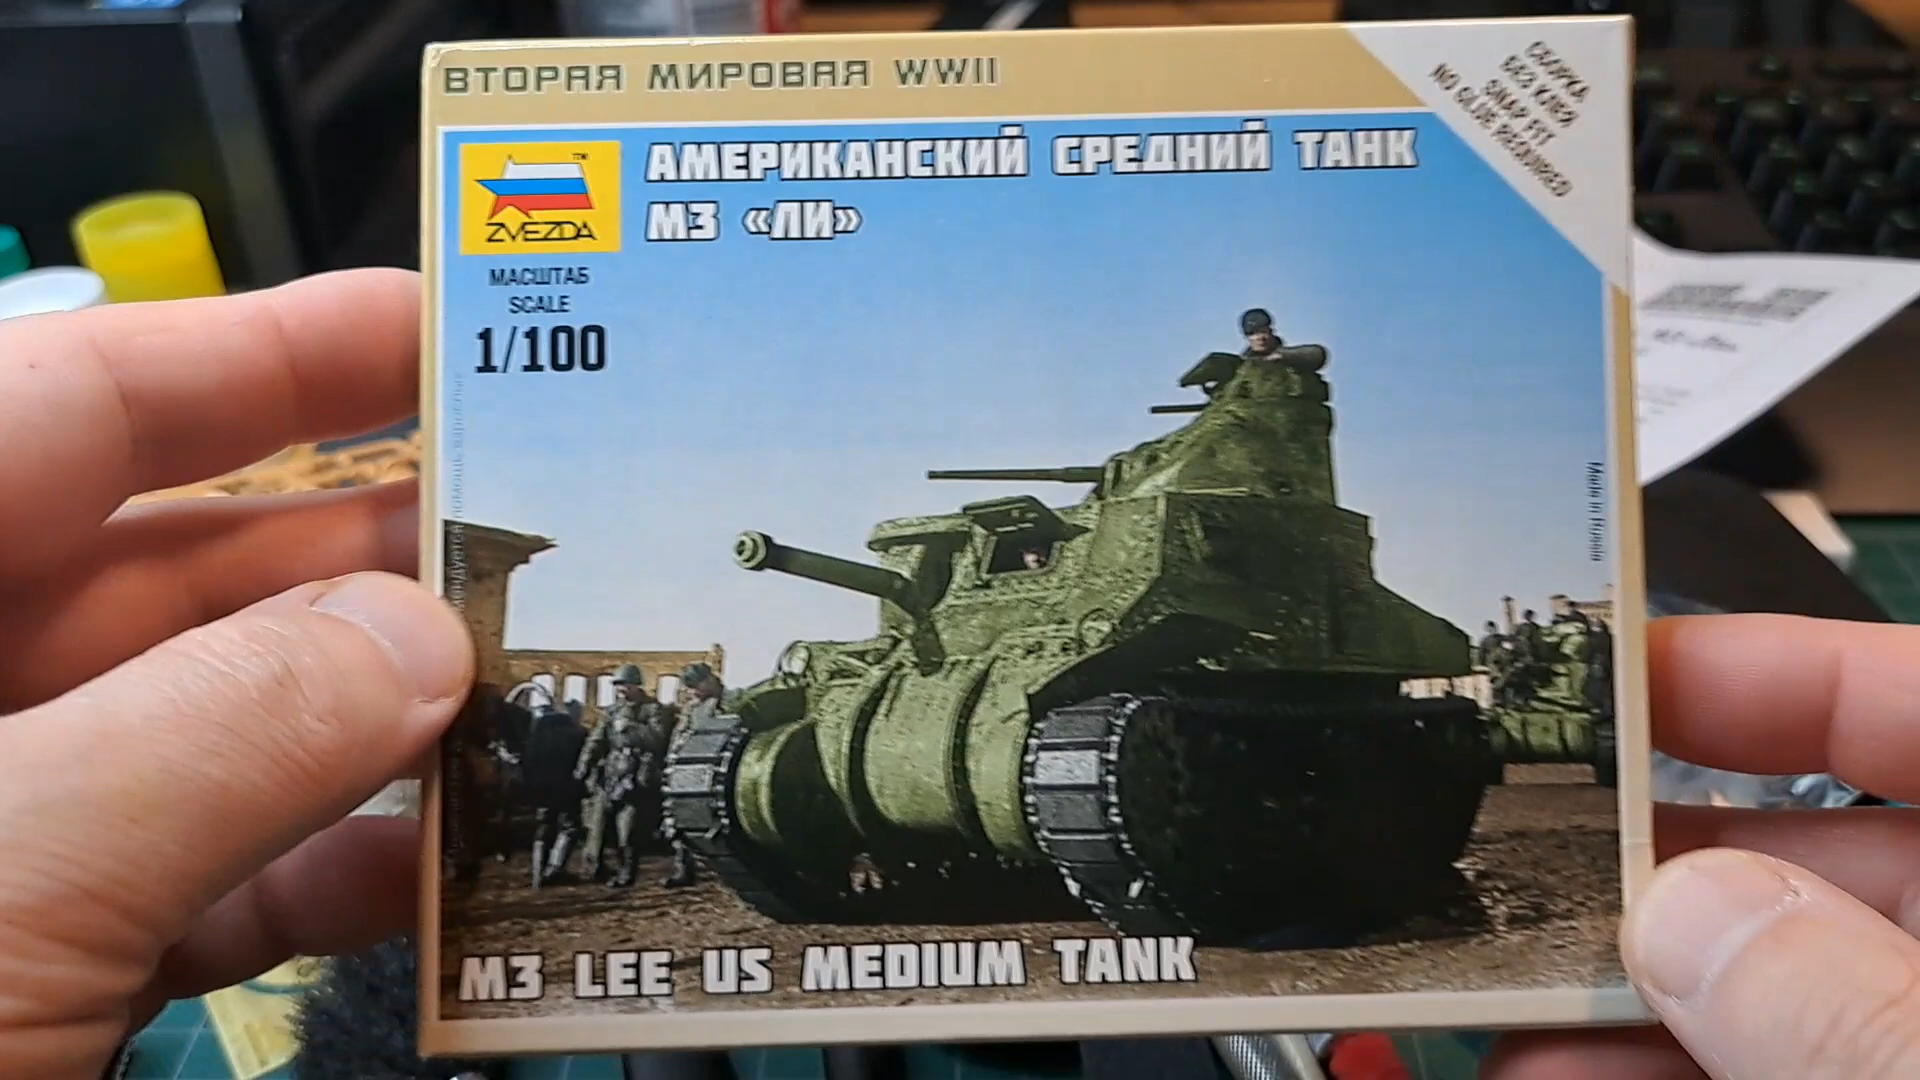 ВТОРАЯ МИРОВАЯ WWII
СБОРКА
БЕЗ КЛЕЯ
SNAP FIT
NO GLUE REQUIRED
TM
ZVEZDA
АМЕРИКАНСКИЙ СРЕДНИЙ ТАНК
М3 «ЛИ»
МАСШТАБ
SCALE
1/100
Made in Russia
M3 LEE US MEDIUM TANK